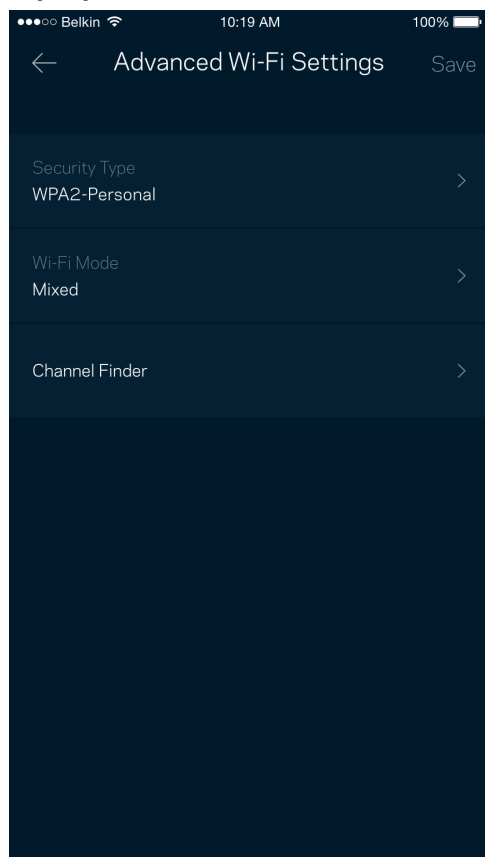 Belkin 10:19 AM 100%
Advanced Wi-Fi Settings Save
Security Type
WPA2-Personal
Wi-Fi Mode
Mixed
Channel Finder